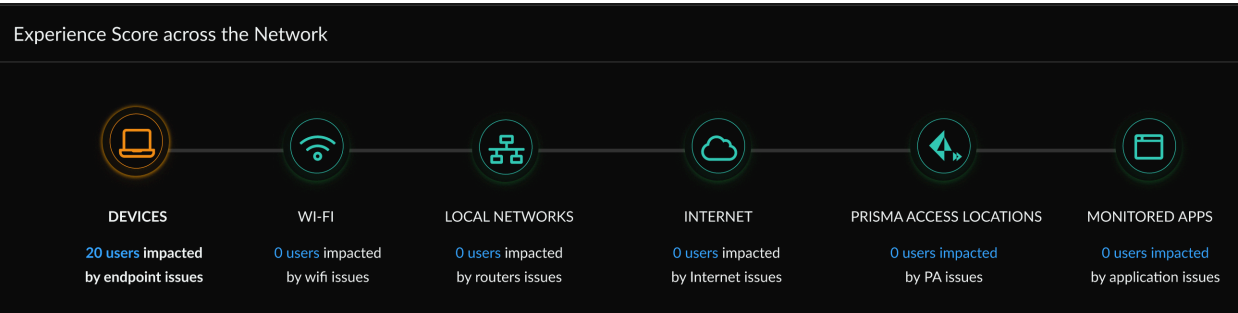 Experience Score across the Network
DEVICES
20 users impacted
by endpoint issues
WI-FI
0 users impacted
by wifi issues
LOCAL NETWORKS
0 users impacted
by routers issues
INTERNET
0 users impacted
by Internet issues
PRISMA ACCESS LOCATIONS
0 users impacted
by PA issues
MONITORED APPS
0 users impacted
by application issues